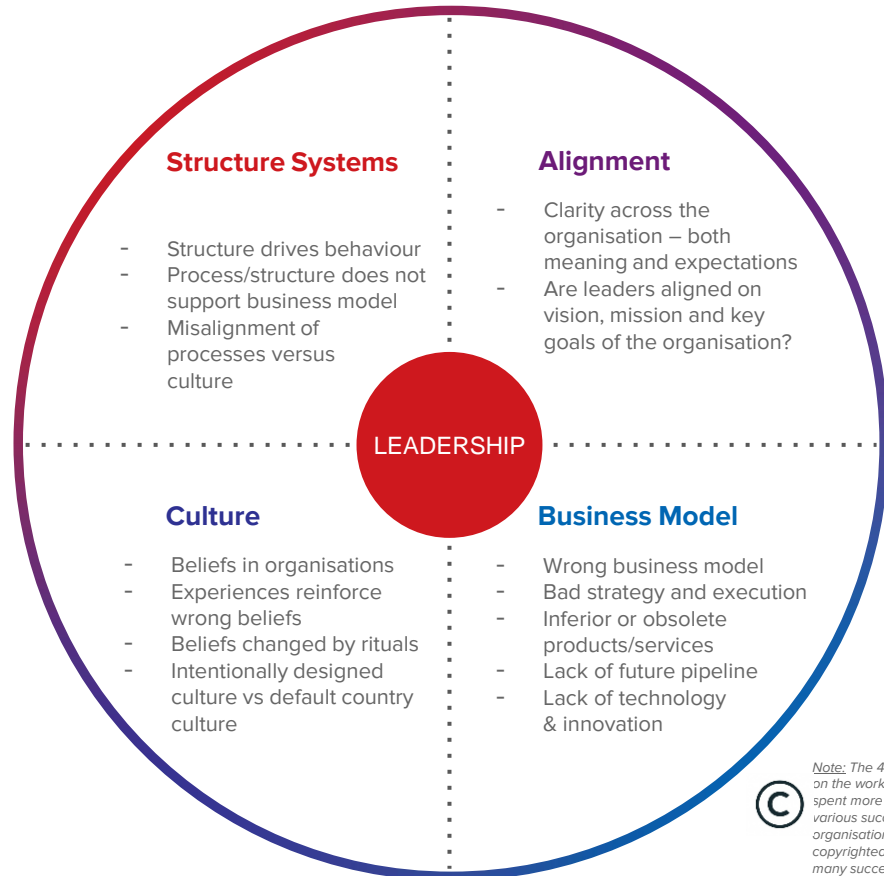 Structure Systems
- Structure drives behaviour
- Process/structure does not
support business model
- Misalignment of
processes versus
culture
Alignment
- Clarity across the
organisation – both
meaning and expectations
- Are leaders aligned on
vision, mission and key
goals of the organisation?
LEADERSHIP
Culture
- Beliefs in organisations
- Experiences reinforce
wrong beliefs
- Beliefs changed by rituals
- Intentionally designed
culture vs default country
culture
Business Model
- Wrong business model
- Bad strategy and execution
- Inferior or obsolete
products/services
- Lack of future pipeline
- Lack of technology
& innovation
©
Note: The 4
on the work
spent more
various succ
organisation
copyrighted
many succe